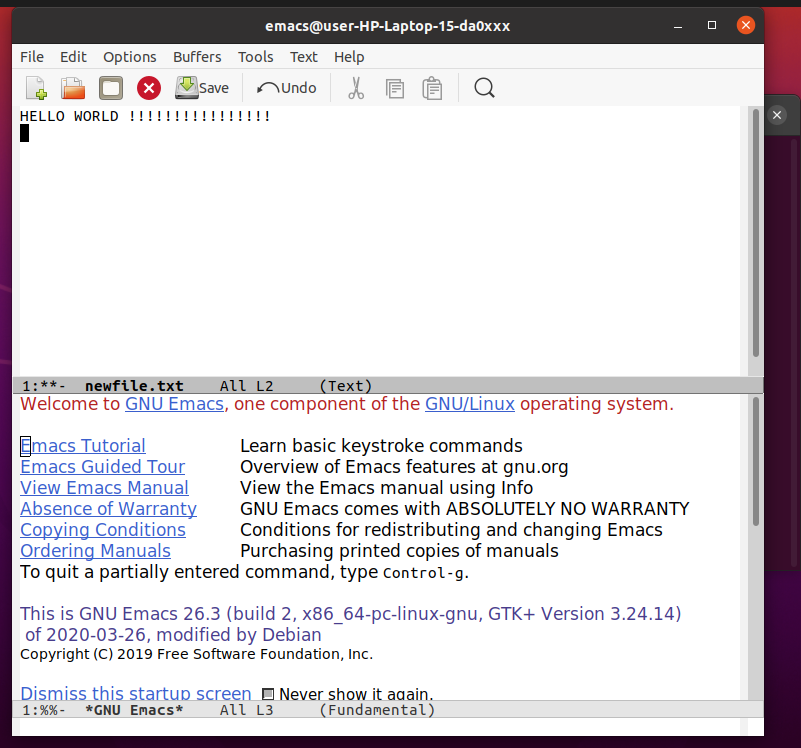 emacs@user-HP-Laptop-15-da0xxx
File Edit Options Buffers Tools Text Help
Save Undo
HELLO WORLD !!!!!!!!!!!!!!!!
1:**-  newfile.txt    All L2     (Text)
Welcome to GNU Emacs, one component of the GNU/Linux operating system.
Emacs Tutorial Learn basic keystroke commands
Emacs Guided Tour Overview of Emacs features at gnu.org
View Emacs Manual View the Emacs manual using Info
Absence of Warranty GNU Emacs comes with ABSOLUTELY NO WARRANTY
Copying Conditions Conditions for redistributing and changing Emacs
Ordering Manuals Purchasing printed copies of manuals
To quit a partially entered command, type Control-g.
This is GNU Emacs 26.3 (build 2, x86_64-pc-linux-gnu, GTK+ Version 3.24.14)
of 2020-03-26, modified by Debian
Copyright (C) 2019 Free Software Foundation, Inc.
Dismiss this startup screen Never show it again.
1:%%-  *GNU Emacs*    All L3     (Fundamental)